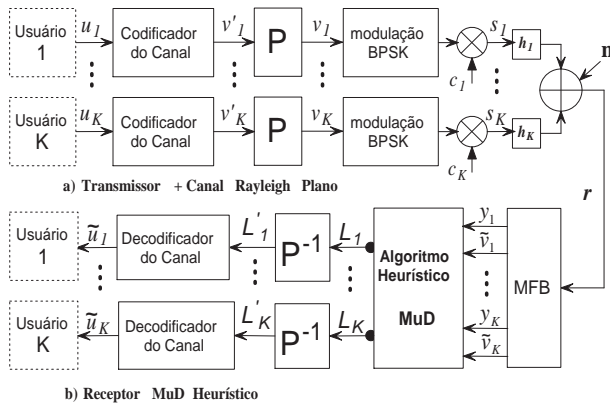 Usuário
1
u1
Codificador
do Canal
v'1
P
v1
modulação
BPSK
s1
c1
h1
n
Usuário
K
uK
Codificador
do Canal
v'K
P
vK
modulação
BPSK
sK
cK
hK
a) Transmissor + Canal Rayleigh Plano
r
Usuário
1
ũ1
Decodificador
do Canal
L'1
P-1
L1
Algoritmo
Heurístico
MuD
y1
ṽ1
MFB
Usuário
K
ũK
Decodificador
do Canal
L'K
P-1
LK
yK
ṽK
b) Receptor MuD Heurístico